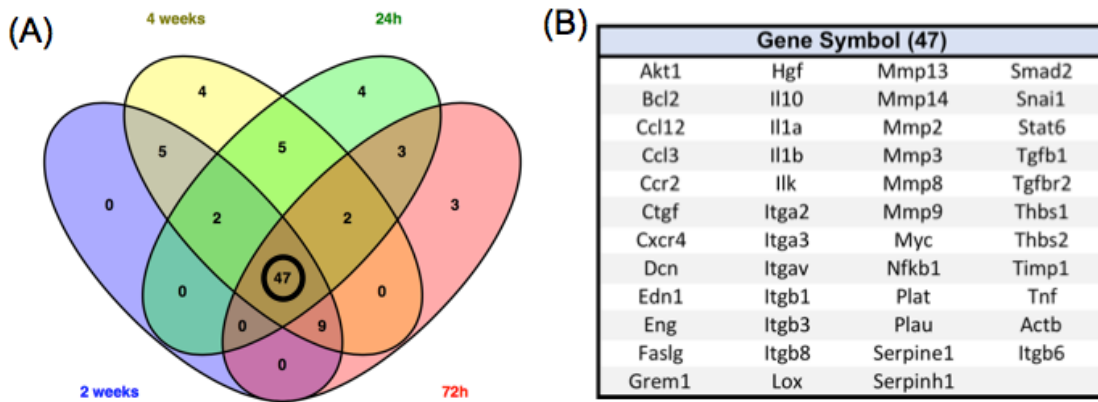 (A)
4 weeks 24h
4 4
5 5 3
0 2 2 3
47
0 0
0 9
0
2 weeks 72h
(B)
Gene Symbol (47)
Akt1 Hgf Mmp13 Smad2
Bcl2 Il10 Mmp14 Snai1
Ccl12 Il1a Mmp2 Stat6
Ccl3 Il1b Mmp3 Tgfb1
Ccr2 Ilk Mmp8 Tgfbr2
Ctgf Itga2 Mmp9 Thbs1
Cxcr4 Itga3 Myc Thbs2
Dcn Itgav Nfkb1 Timp1
Edn1 Itgb1 Plat Tnf
Eng Itgb3 Plau Actb
Faslg Itgb8 Serpine1 Itgb6
Grem1 Lox Serpinh1